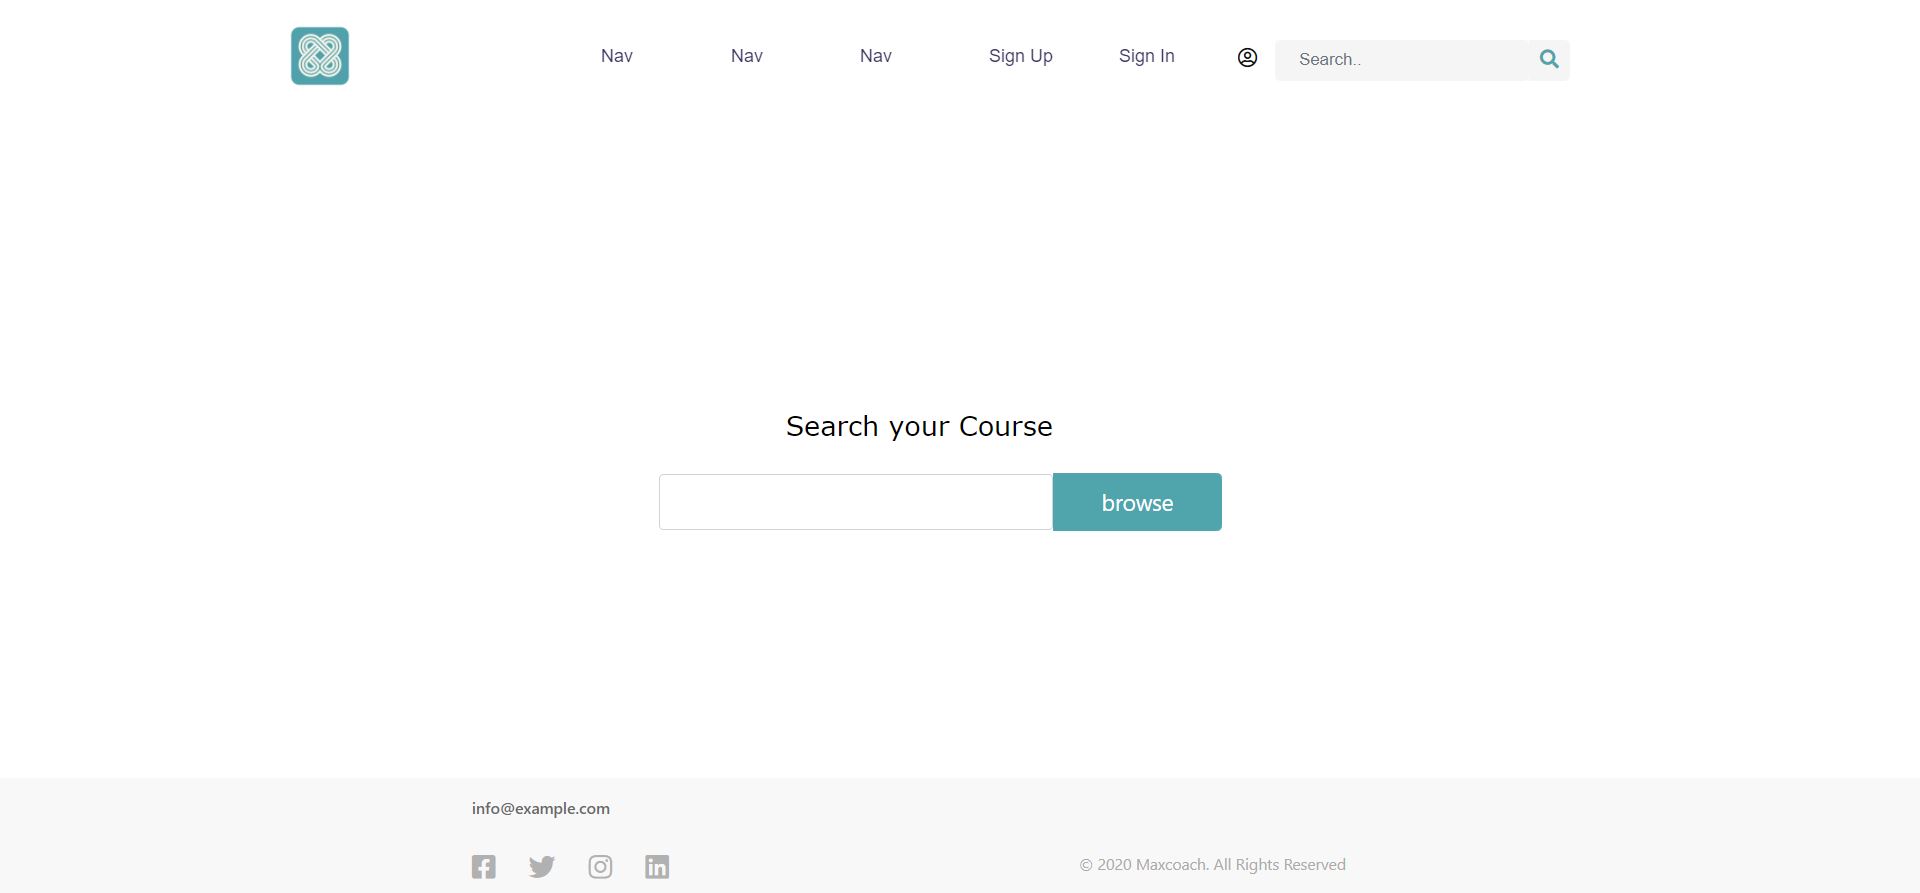 Nav Nav Nav Sign Up Sign In Search..
Search your Course
browse
info@example.com
© 2020 Maxcoach. All Rights Reserved